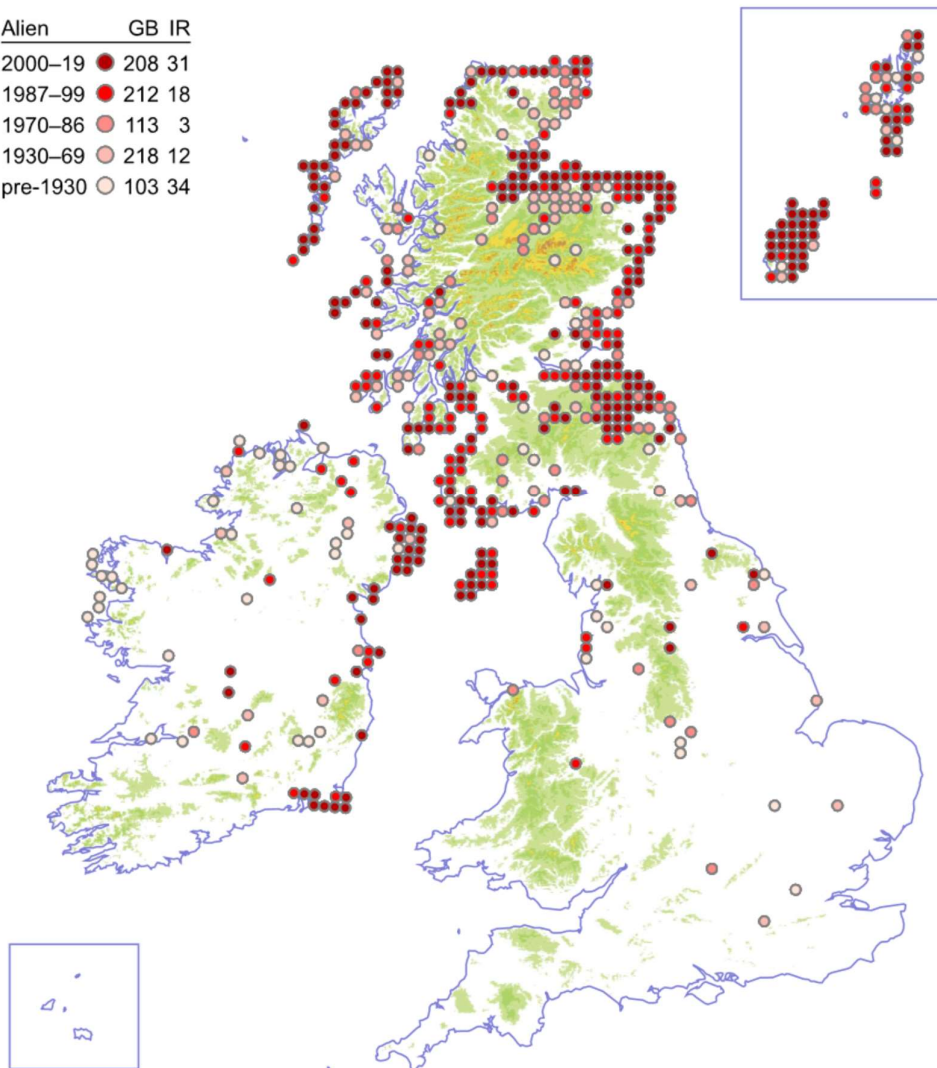 Alien GB IR
2000–19 208 31
1987–99 212 18
1970–86 113 3
1930–69 218 12
pre-1930 103 34